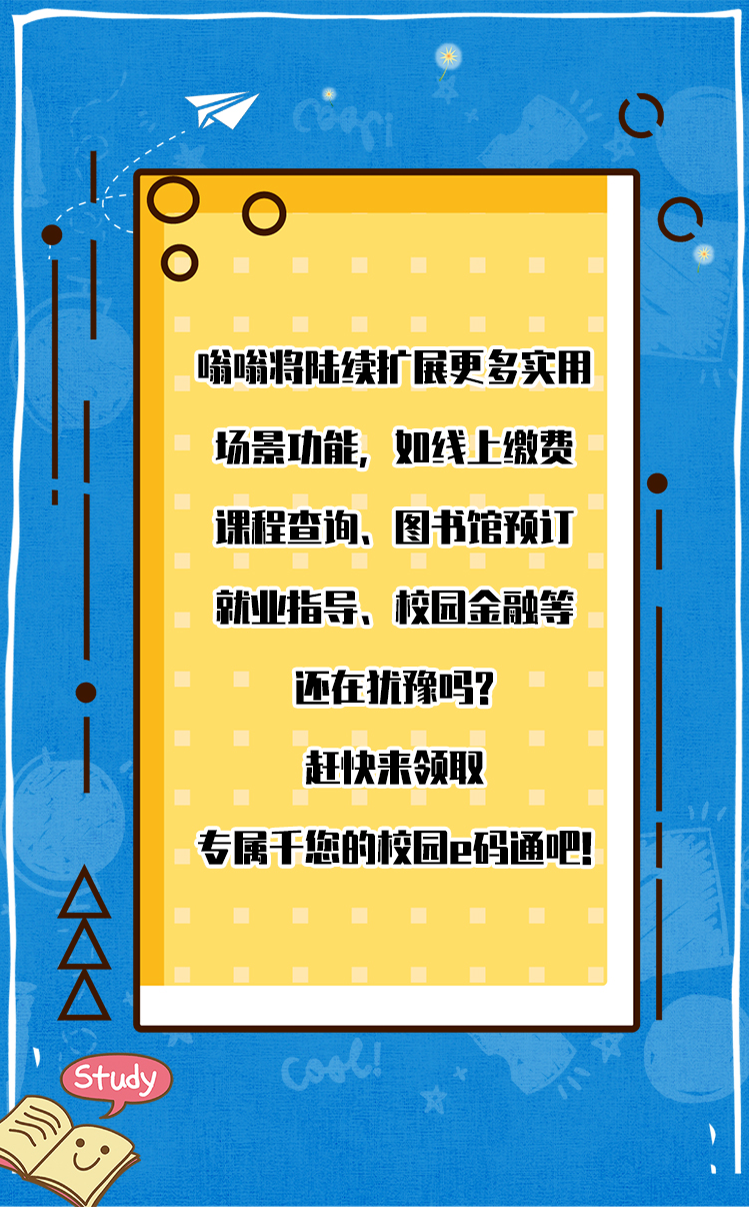 嗡嗡将陆续扩展更多实用
场景功能，如线上缴费
课程查询、图书馆预订
就业指导、校园金融等
还在犹豫吗?
赶快来领取
专属于您的校园e码通吧!
Study
cool!
cool!